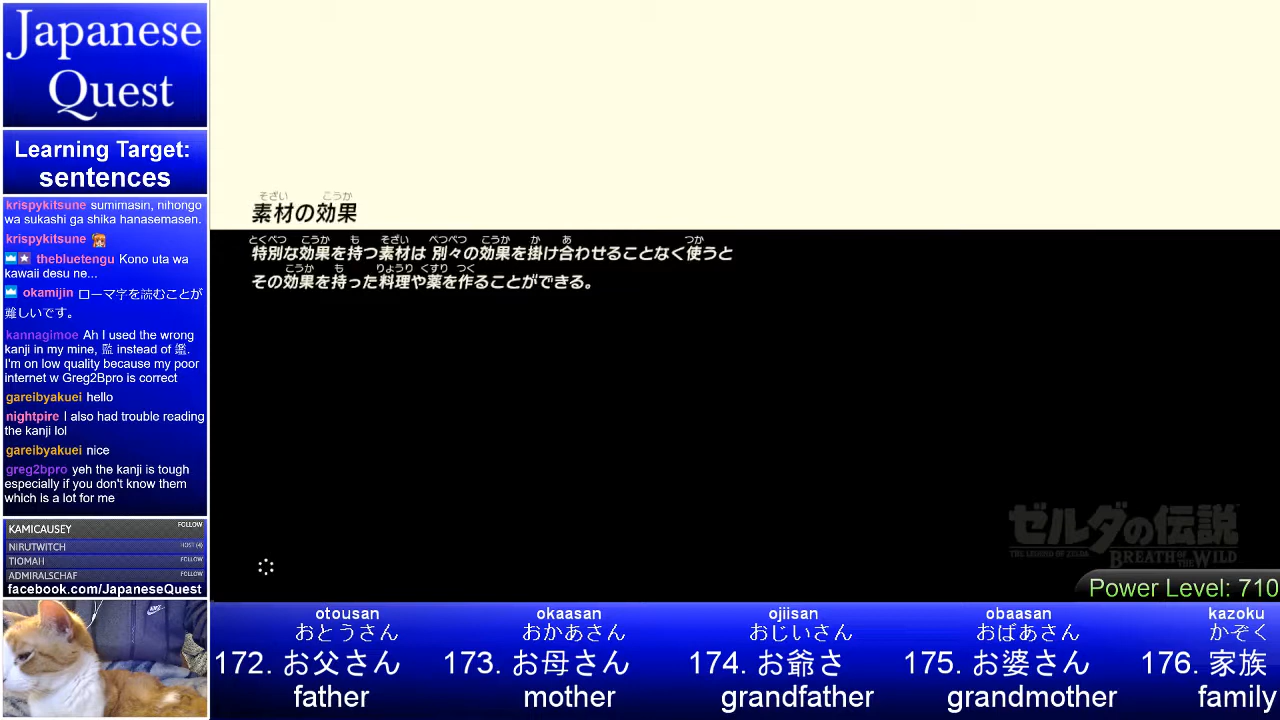 Japanese
Quest
Learning Target:
sentences
krispykitsune sumimasin, nihongo
wa sukashi ga shika hanasemasen.
krispykitsune
thebluetengu Kono uta wa
kawaii desu ne...
okamijin ローマ字を読むことが
難しいです。
kannagimoe Ah I used the wrong
kanji in my mine, 監 instead of 鑑.
I'm on low quality because my poor
internet w Greg2Bpro is correct
gareibyakuei hello
nightpire I also had trouble reading
the kanji lol
gareibyakuei nice
greg2bpro yeh the kanji is tough
especially if you don't know them
which is a lot for me
KAMICAUSEY FOLLOW
NIRUTWITCH HOST (4)
TIOMAH FOLLOW
ADMIRALSCHAF FOLLOW
facebook.com/JapaneseQuest
そざい こうか
素材の効果
とくべつ こうか も そざい べつべつ こうか か あ つか
特別な効果を持つ素材は 別々の効果を掛け合わせることなく使うと
こうか も りょうり くすり つく
その効果を持った料理や薬を作ることができる。
ゼルダの伝説
THE LEGEND OF ZELDA
BREATH OF THE WILD
Power Level: 710
otousan okaasan ojiisan obaasan kazoku
おとうさん おかあさん おじいさん おばあさん かぞく
172. お父さん 173. お母さん 174. お爺さ 175. お婆さん 176. 家族
father mother grandfather grandmother family